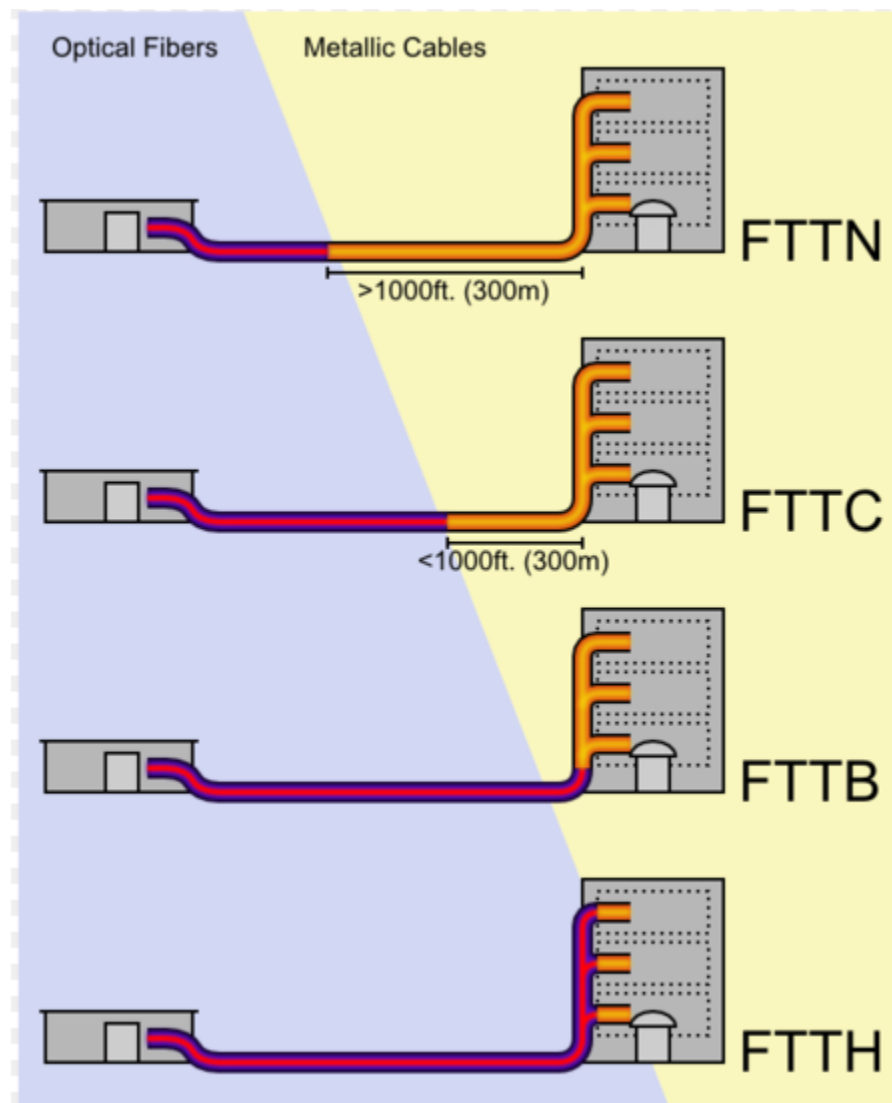 Optical Fibers
Metallic Cables
FTTN
>1000ft. (300m)
FTTC
<1000ft. (300m)
FTTB
FTTH